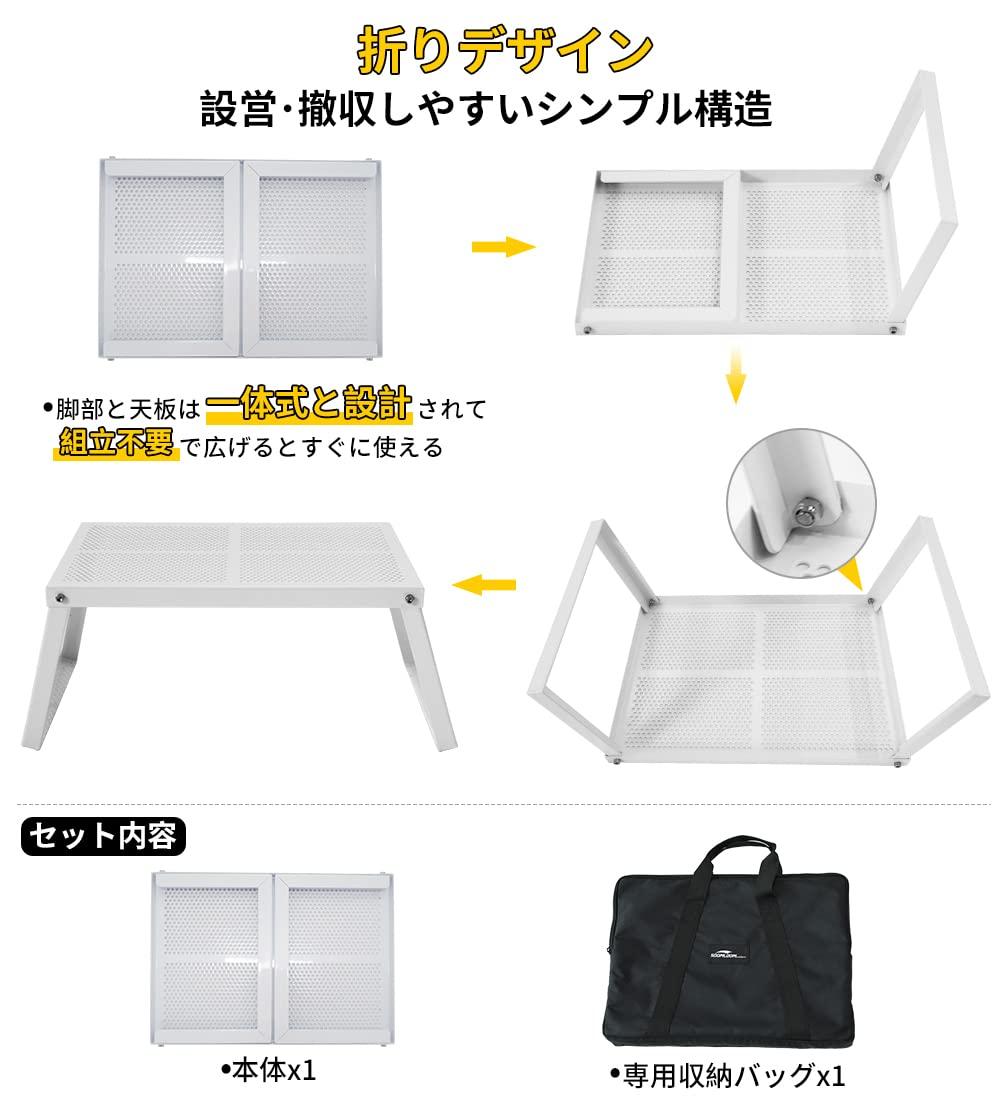 折りデザイン
設営･撤収しやすいシンプル構造
•脚部と天板は一体式と設計されて
組立不要で広げるとすぐに使える
セット内容
SOOMLOOM
•本体x1
•専用収納バッグx1